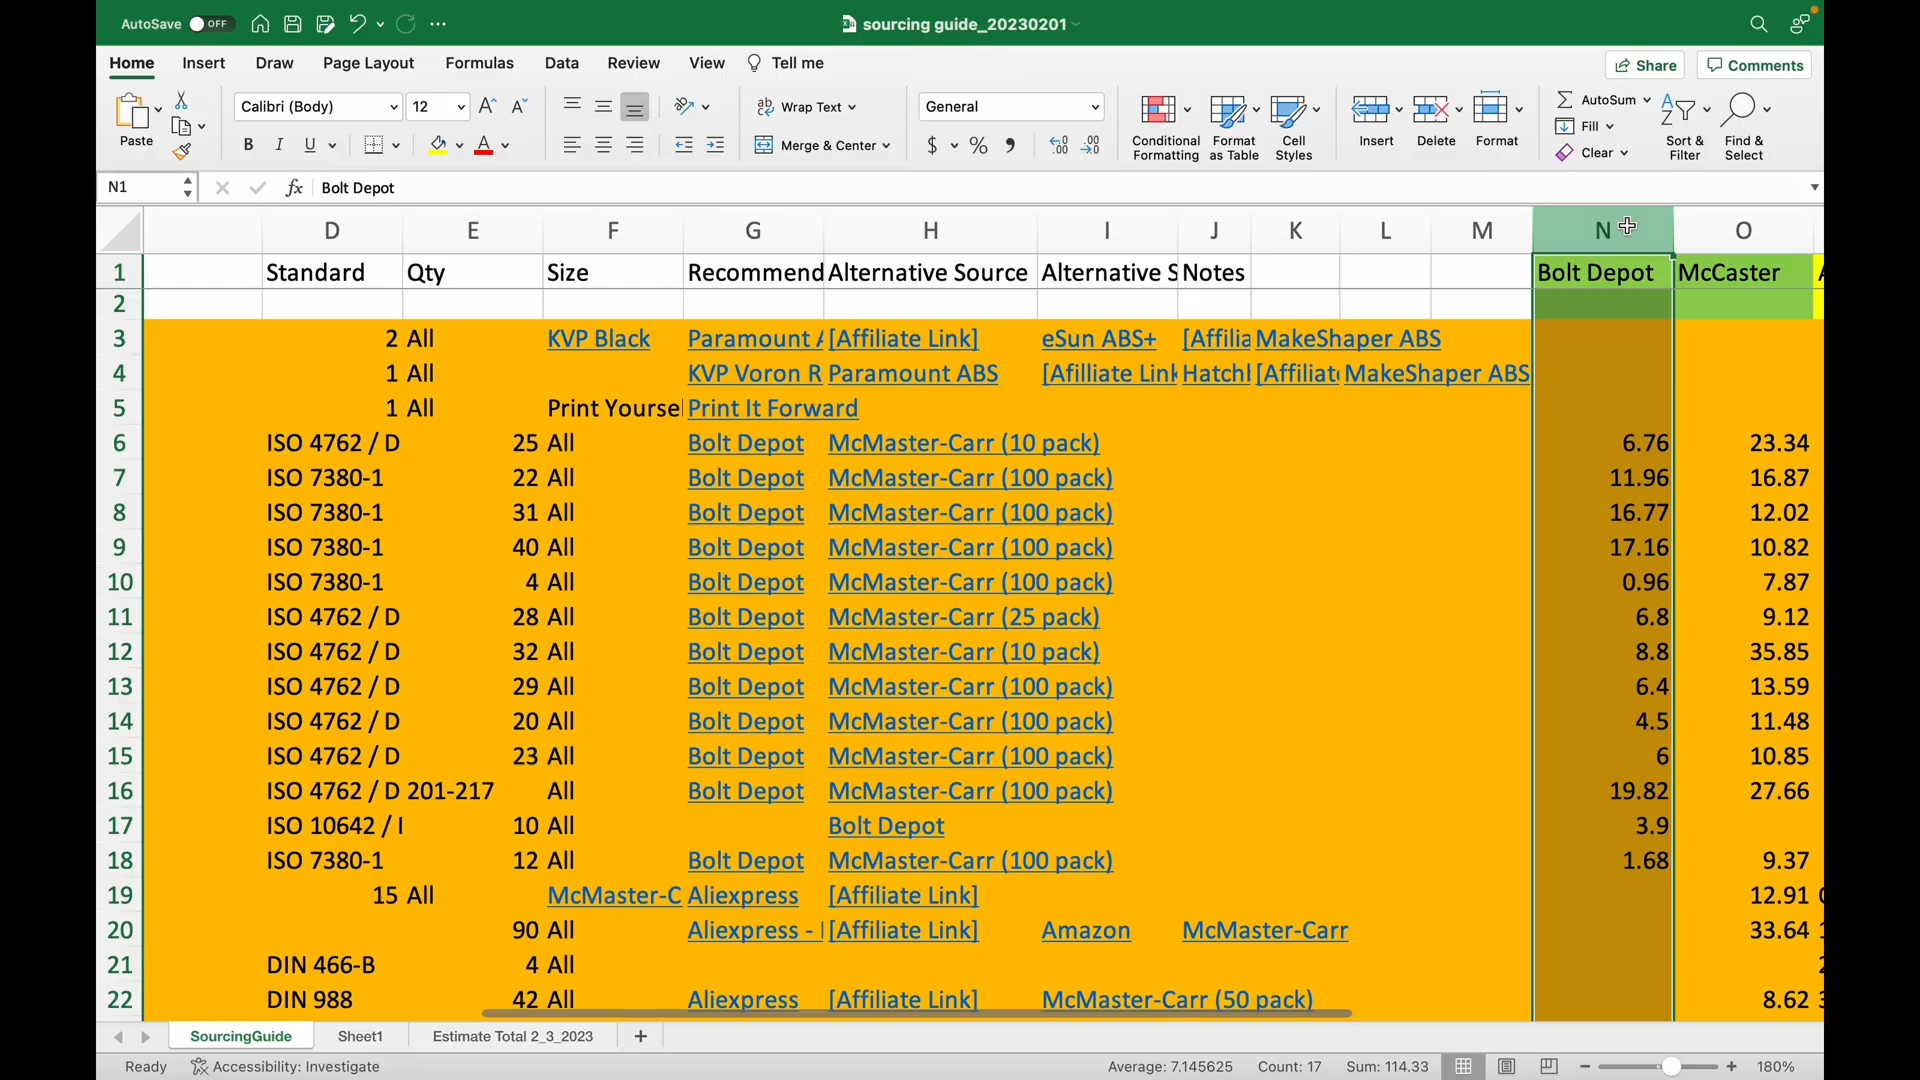 AutoSave OFF sourcing guide_20230201
Home Insert Draw Page Layout Formulas Data Review View Tell me Share Comments
Paste Calibri (Body) 12 Wrap Text General Conditional Formatting Format as Table Cell Styles Insert Delete Format AutoSum Fill Clear Sort & Filter Find & Select
B I U A Merge & Center $ %
N1 fx Bolt Depot
D E F G H I J K L M N O
1 Standard Qty Size Recommend Alternative Source Alternative S Notes Bolt Depot McCaster
2
3 2 All KVP Black Paramount A [Affiliate Link] eSun ABS+ [Affilia MakeShaper ABS
4 1 All KVP Voron R Paramount ABS [Afilliate Link Hatchl [Affiliate MakeShaper ABS
5 1 All Print Yoursel Print It Forward
6 ISO 4762 / D 25 All Bolt Depot McMaster-Carr (10 pack) 6.76 23.34
7 ISO 7380-1 22 All Bolt Depot McMaster-Carr (100 pack) 11.96 16.87
8 ISO 7380-1 31 All Bolt Depot McMaster-Carr (100 pack) 16.77 12.02
9 ISO 7380-1 40 All Bolt Depot McMaster-Carr (100 pack) 17.16 10.82
10 ISO 7380-1 4 All Bolt Depot McMaster-Carr (100 pack) 0.96 7.87
11 ISO 4762 / D 28 All Bolt Depot McMaster-Carr (25 pack) 6.8 9.12
12 ISO 4762 / D 32 All Bolt Depot McMaster-Carr (10 pack) 8.8 35.85
13 ISO 4762 / D 29 All Bolt Depot McMaster-Carr (100 pack) 6.4 13.59
14 ISO 4762 / D 20 All Bolt Depot McMaster-Carr (100 pack) 4.5 11.48
15 ISO 4762 / D 23 All Bolt Depot McMaster-Carr (100 pack) 6 10.85
16 ISO 4762 / D 201-217 All Bolt Depot McMaster-Carr (100 pack) 19.82 27.66
17 ISO 10642 / I 10 All Bolt Depot 3.9
18 ISO 7380-1 12 All Bolt Depot McMaster-Carr (100 pack) 1.68 9.37
19 15 All McMaster-C Aliexpress [Affiliate Link] 12.91
20 90 All Aliexpress - [Affiliate Link] Amazon McMaster-Carr 33.64
21 DIN 466-B 4 All
22 DIN 988 42 All Aliexpress [Affiliate Link] McMaster-Carr (50 pack) 8.62
SourcingGuide Sheet1 Estimate Total 2_3_2023 +
Ready Accessibility: Investigate Average: 7.145625 Count: 17 Sum: 114.33 180%